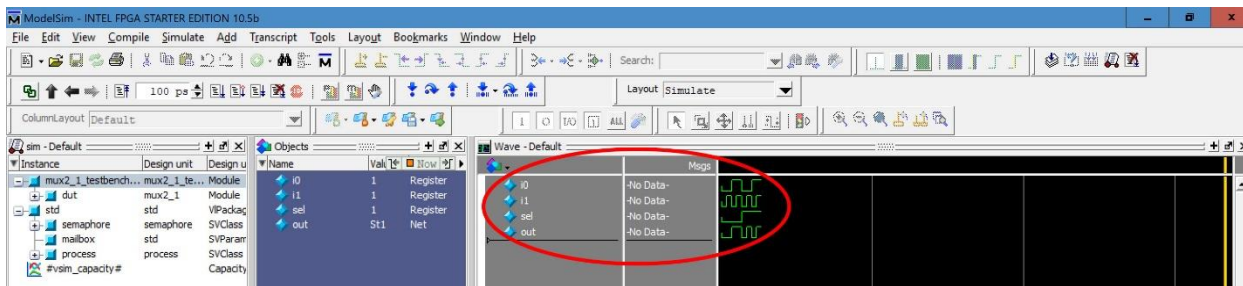 ModelSim - INTEL FPGA STARTER EDITION 10.5b
File Edit View Compile Simulate Add Transcript Tools Layout Bookmarks Window Help
Search:
100 ps
Layout Simulate
ColumnLayout Default
ALL
sim - Default
Instance Design unit Design u
mux2_1_testbench... mux2_1_te... Module
dut mux2_1 Module
std std VIPackag
semaphore semaphore SVClass
mailbox std SVParam
process process SVClass
#vsim_capacity# Capacity
Objects
Name Val Now
i0 1 Register
i1 1 Register
sel 1 Register
out St1 Net
Wave - Default
Msgs
i0 -No Data-
i1 -No Data-
sel -No Data-
out -No Data-